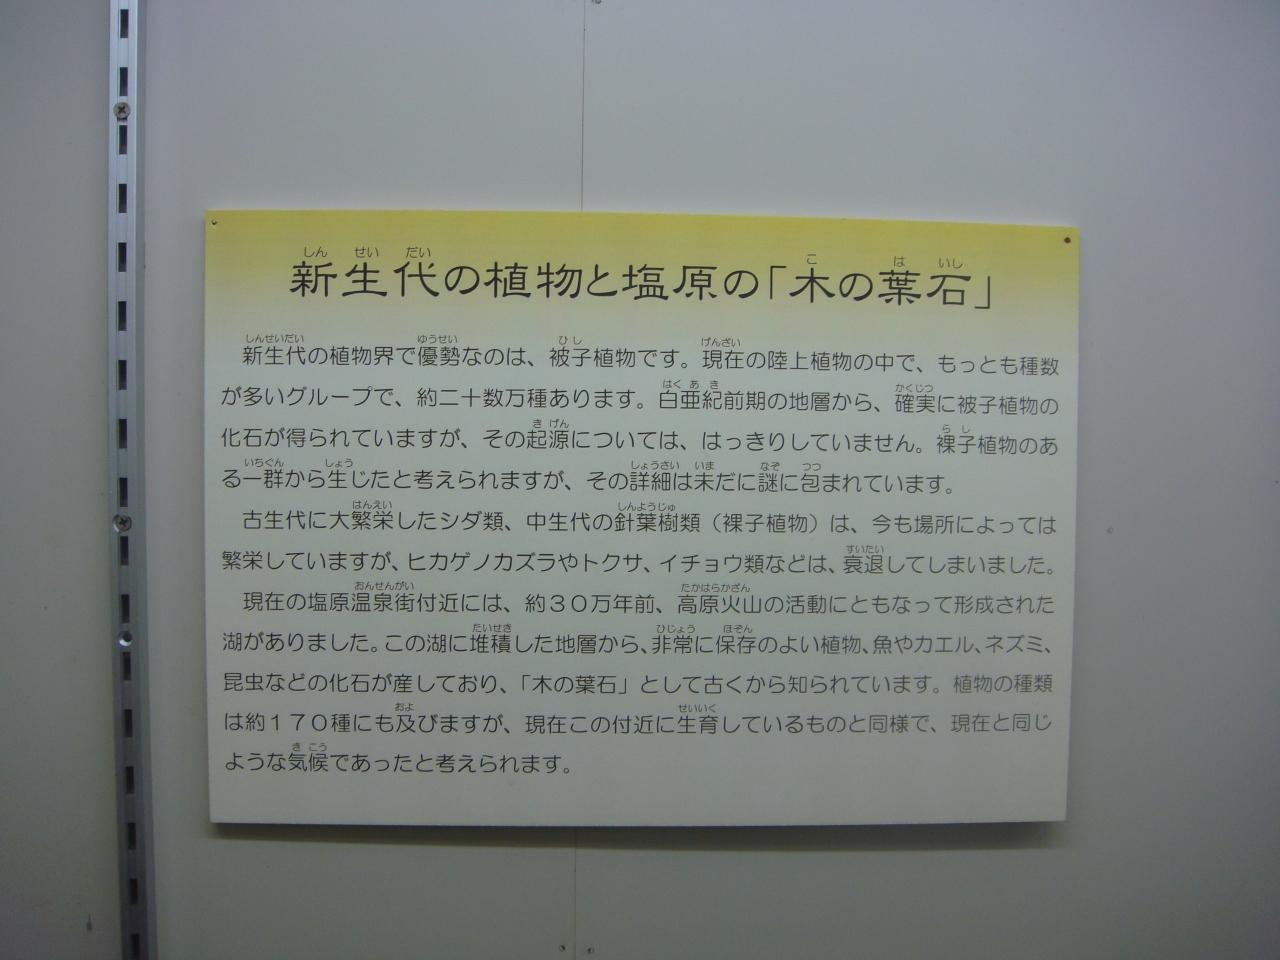 新生代の植物と塩原の「木の葉石」
新生代の植物界で優勢なのは、被子植物です。現在の陸上植物の中で、もっとも種数
が多いグループで、約二十数万種あります。白亜紀前期の地層から、確実に被子植物の
化石が得られていますが、その起源については、はっきりしていません。裸子植物のあ
る一群から生じたと考えられますが、その詳細は未だに謎に包まれています。
古生代に大繁栄したシダ類、中生代の針葉樹類（裸子植物）は、今も場所によっては
繁栄していますが、ヒカゲノカズラやトクサ、イチョウ類などは、衰退してしまいました。
現在の塩原温泉街付近には、約３０万年前、高原火山の活動にともなって形成された
湖がありました。この湖に堆積した地層から、非常に保存のよい植物、魚やカエル、ネズミ、
昆虫などの化石が産しており、「木の葉石」として古くから知られています。植物の種類
は約１７０種にも及びますが、現在この付近に生育しているものと同様で、現在と同じ
ような気候であったと考えられます。